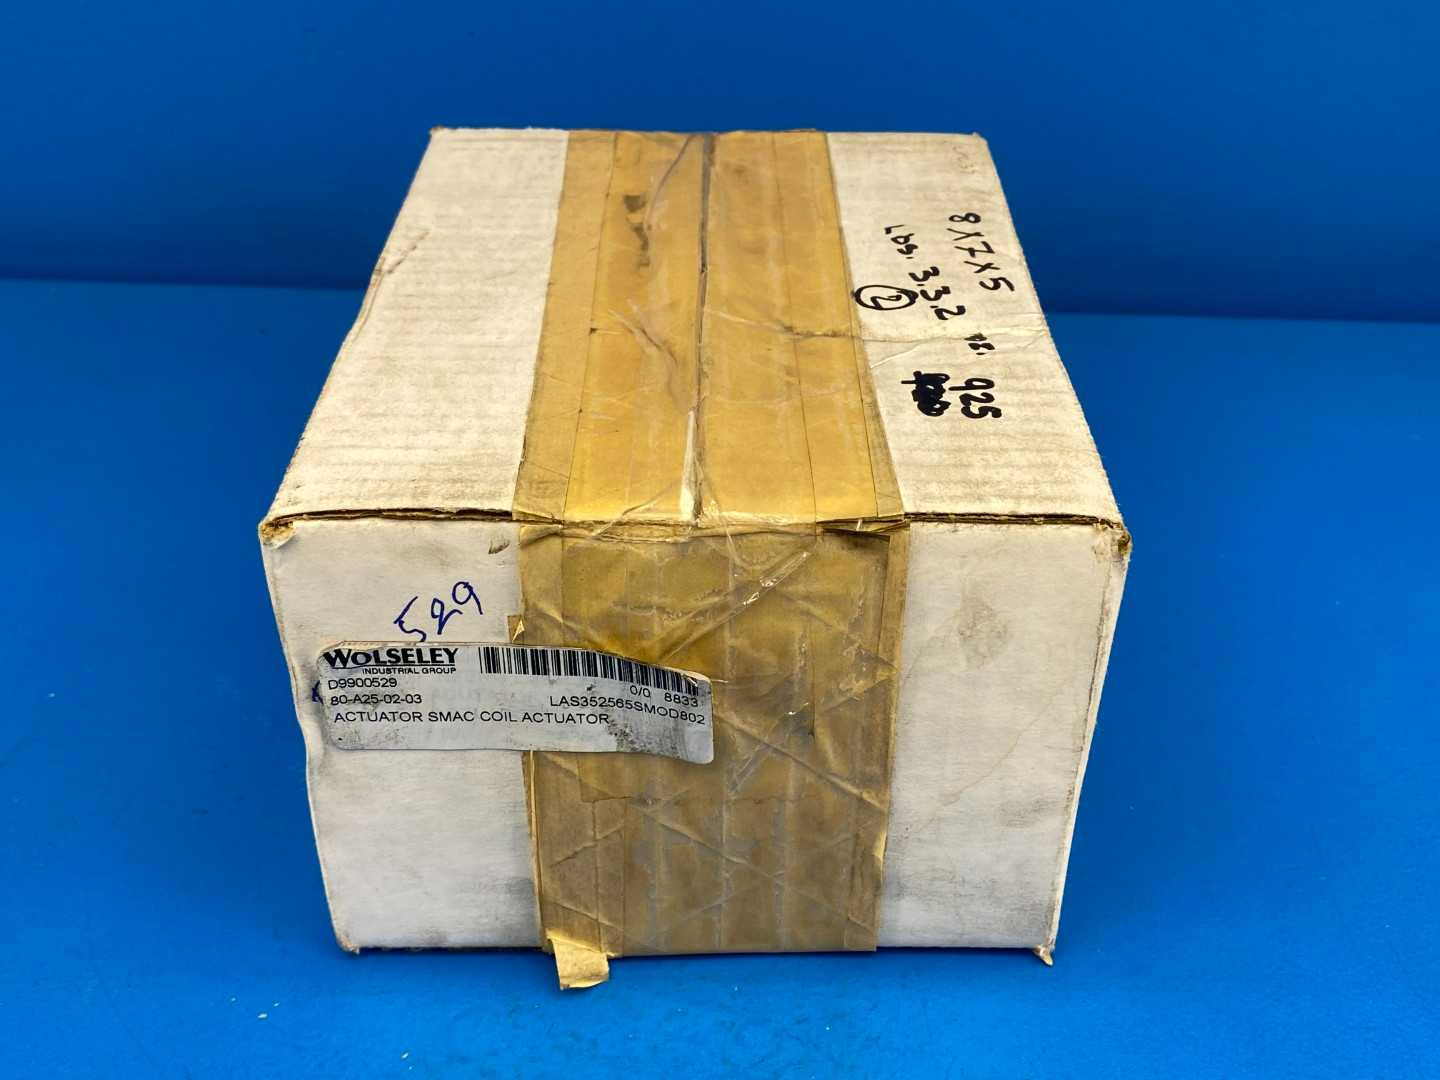 8X7X5
Lbs. 3.3.2
2
925
529
WOLSELEY
INDUSTRIAL GROUP
D9900529
0/0 8833
80-A25-02-03 LAS352565SMOD802
ACTUATOR SMAC COIL ACTUATOR